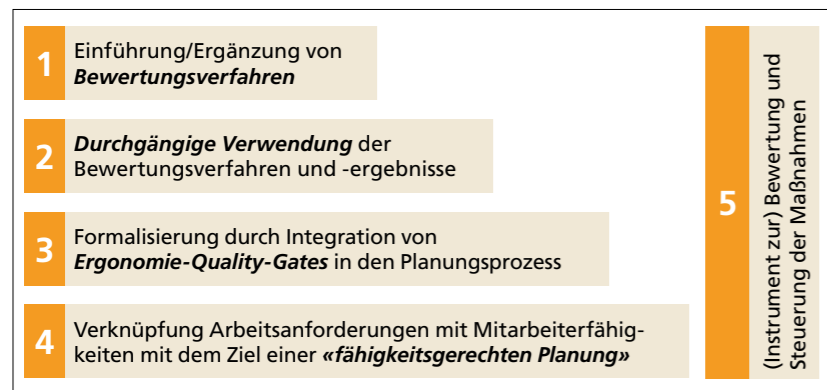 1
Einführung/Ergänzung von
Bewertungsverfahren
2
Durchgängige Verwendung der
Bewertungsverfahren und -ergebnisse
3
Formalisierung durch Integration von
Ergonomie-Quality-Gates in den Planungsprozess
4
Verknüpfung Arbeitsanforderungen mit Mitarbeiterfähig-
keiten mit dem Ziel einer «fähigkeitsgerechten Planung»
5
(Instrument zur) Bewertung und
Steuerung der Maßnahmen